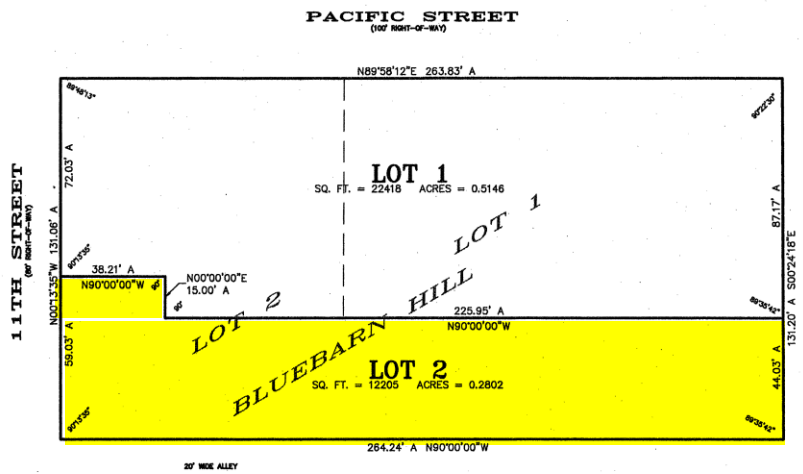 PACIFIC STREET
(100' RIGHT-OF-WAY)
N89°58'12"E 263.83' A
89°48'13"
90°22'30"
11TH STREET
(80' RIGHT-OF-WAY)
N00°13'35"W 131.06' A
72.03' A
LOT 1
SQ. FT. = 22418 ACRES = 0.5146
87.17' A
131.20' A S00°24'18"E
LOT 1
90°13'35"
38.21' A
N90°00'00"W
90°
N00°00'00"E
15.00' A
90°
LOT 2
BLUEBARN HILL
225.95' A
N90°00'00"W
89°35'42"
59.03' A
LOT 2
SQ. FT. = 12205 ACRES = 0.2802
44.03' A
90°13'35"
89°35'42"
264.24' A N90°00'00"W
20' WIDE ALLEY